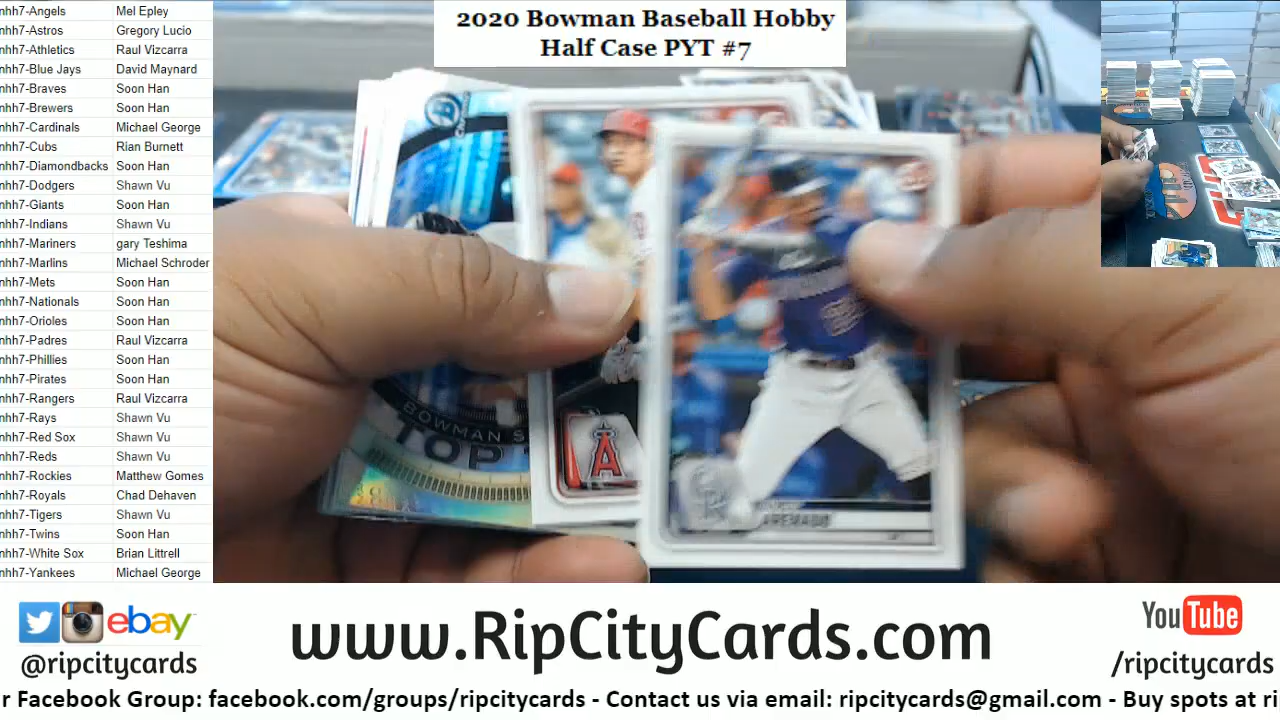 2020 Bowman Baseball Hobby
Half Case PYT #7
nhh7-Angels Mel Epley
nhh7-Astros Gregory Lucio
nhh7-Athletics Raul Vizcarra
nhh7-Blue Jays David Maynard
nhh7-Braves Soon Han
nhh7-Brewers Soon Han
nhh7-Cardinals Michael George
nhh7-Cubs Rian Burnett
nhh7-Diamondbacks Soon Han
nhh7-Dodgers Shawn Vu
nhh7-Giants Soon Han
nhh7-Indians Shawn Vu
nhh7-Mariners gary Teshima
nhh7-Marlins Michael Schroder
nhh7-Mets Soon Han
nhh7-Nationals Soon Han
nhh7-Orioles Soon Han
nhh7-Padres Raul Vizcarra
nhh7-Phillies Soon Han
nhh7-Pirates Soon Han
nhh7-Rangers Raul Vizcarra
nhh7-Rays Shawn Vu
nhh7-Red Sox Shawn Vu
nhh7-Reds Shawn Vu
nhh7-Rockies Matthew Gomes
nhh7-Royals Chad Dehaven
nhh7-Tigers Shawn Vu
nhh7-Twins Soon Han
nhh7-White Sox Brian Littrell
nhh7-Yankees Michael George
BOWMAN S
TOP
A
ARENADO
ebay
@ripcitycards
www.RipCityCards.com
YouTube
/ripcitycards
r Facebook Group: facebook.com/groups/ripcitycards - Contact us via email: ripcitycards@gmail.com - Buy spots at ri